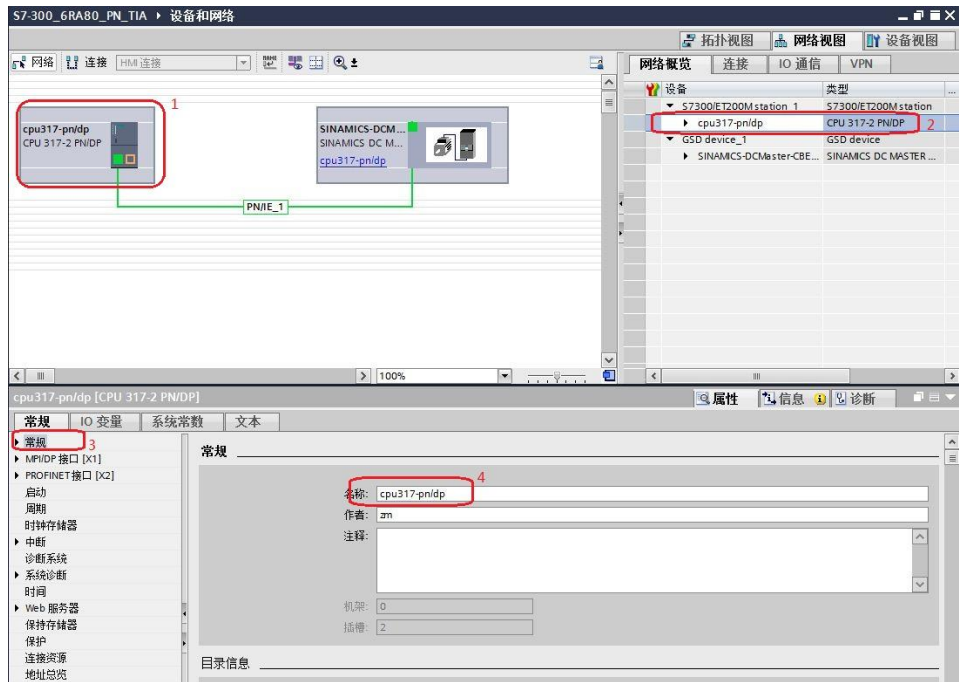 S7-300_6RA80_PN_TIA ▸ 设备和网络
拓扑视图 网络视图 设备视图
网络 连接 HMI 连接
网络概览 连接 IO 通信 VPN
设备 类型 ...
1
S7300/ET200M station_1 S7300/ET200M station
cpu317-pn/dp CPU 317-2 PN/DP 2
GSD device_1 GSD device
SINAMICS-DCMaster-CBE... SINAMICS DC MASTER ...
cpu317-pn/dp
CPU 317-2 PN/DP
SINAMICS-DCM...
SINAMICS DC M...
cpu317-pn/dp
PN/IE_1
100%
cpu317-pn/dp [CPU 317-2 PN/DP]
属性 信息 诊断
常规 IO 变量 系统常数 文本
常规 3
MPI/DP 接口 [X1]
PROFINET 接口 [X2]
启动
周期
时钟存储器
中断
诊断系统
系统诊断
时间
Web 服务器
保持存储器
保护
连接资源
地址总览
常规
4
名称: cpu317-pn/dp
作者: zm
注释:
机架: 0
插槽: 2
目录信息